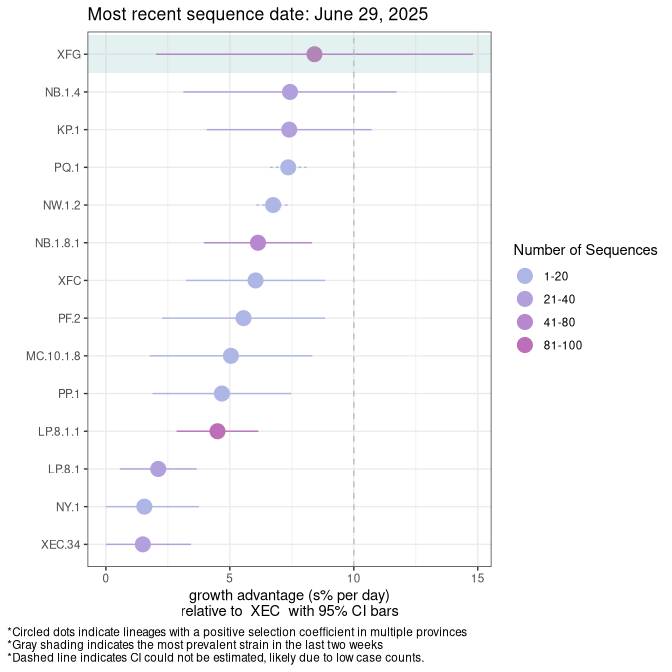 Most recent sequence date: June 29, 2025
XFG
NB.1.4
KP.1
PQ.1
NW.1.2
NB.1.8.1
XFC
PF.2
MC.10.1.8
PP.1
LP.8.1.1
LP.8.1
NY.1
XEC.34
0
5
10
15
growth advantage (s% per day)
relative to XEC with 95% CI bars
Number of Sequences
1-20
21-40
41-80
81-100
*Circled dots indicate lineages with a positive selection coefficient in multiple provinces
*Gray shading indicates the most prevalent strain in the last two weeks
*Dashed line indicates CI could not be estimated, likely due to low case counts.